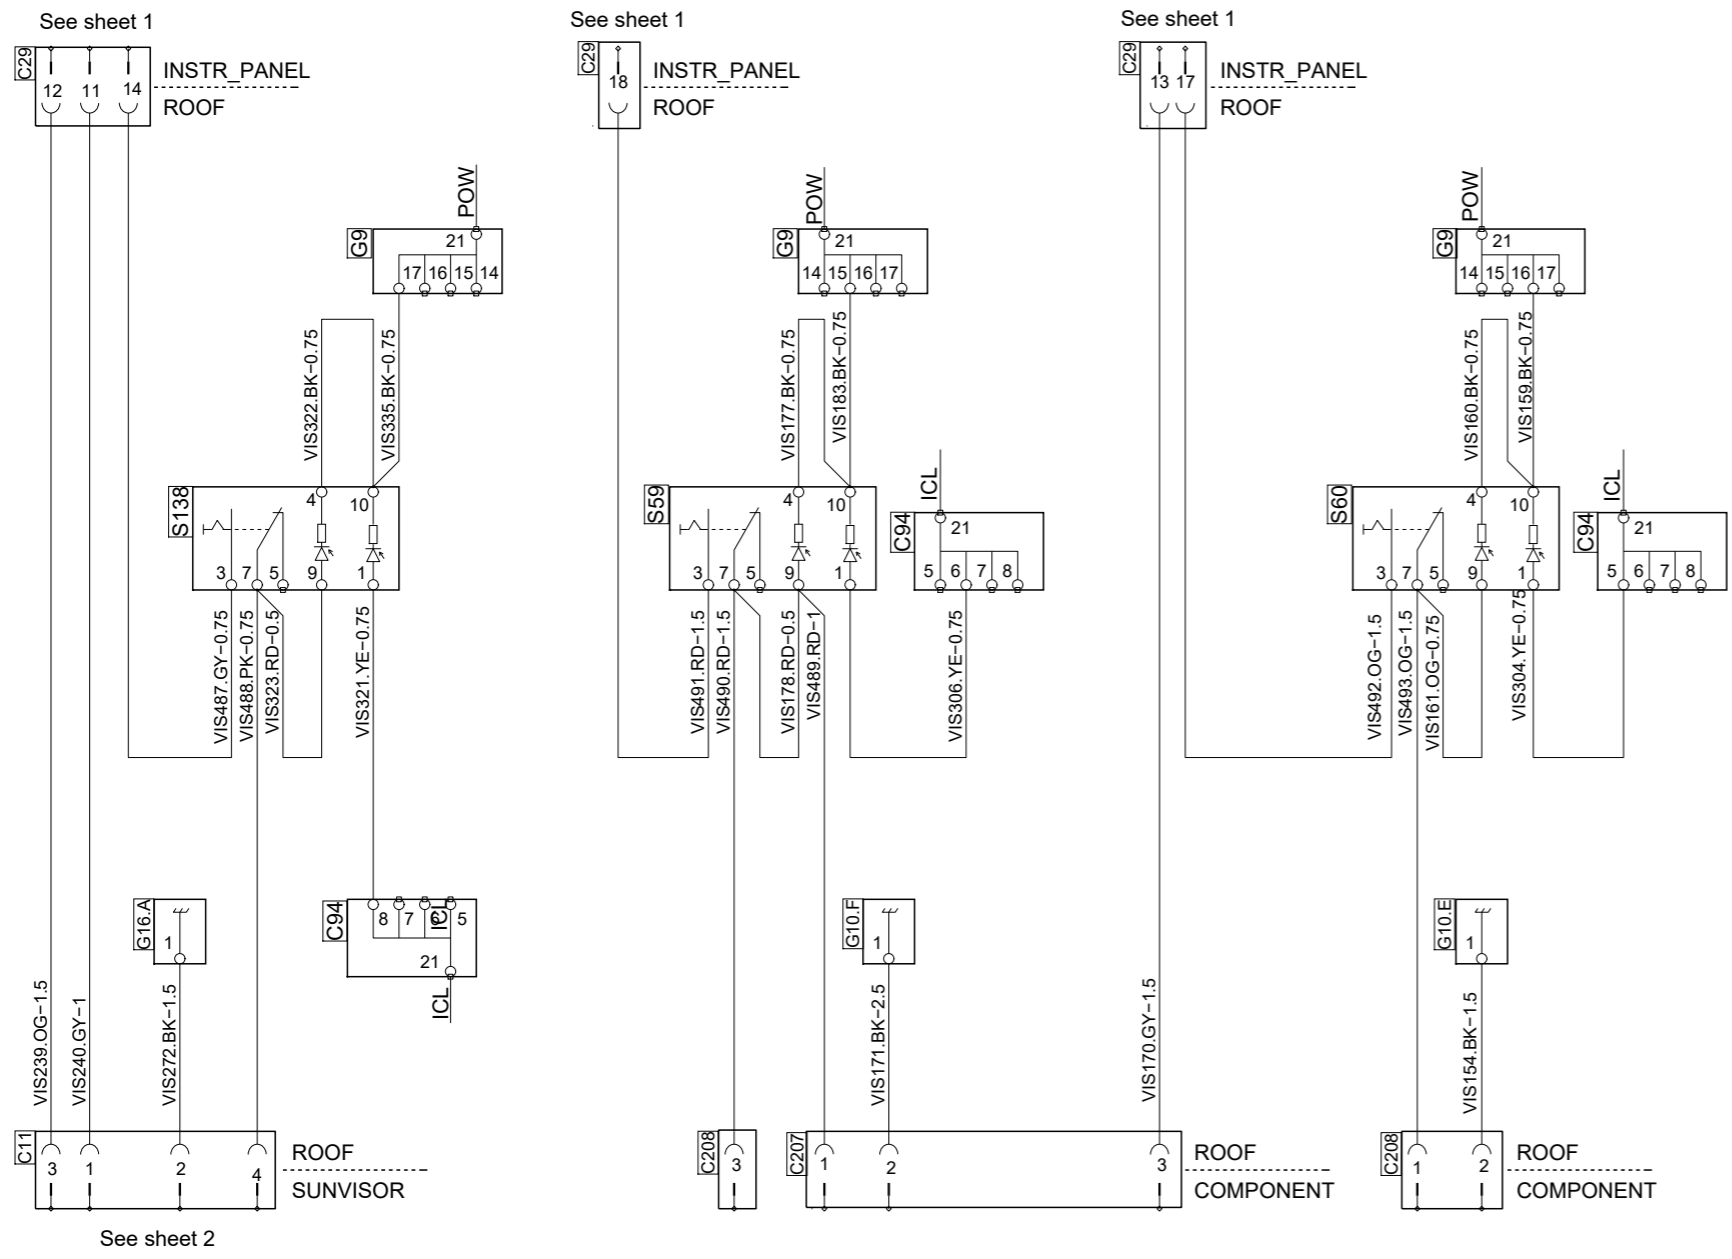 See sheet 1
C29
12 11 14
INSTR_PANEL
ROOF
See sheet 1
C29
18
INSTR_PANEL
ROOF
See sheet 1
C29
13 17
INSTR_PANEL
ROOF
POW
G9
21
17 16 15 14
POW
G9
21
14 15 16 17
POW
G9
21
14 15 16 17
VIS322.BK-0.75
VIS335.BK-0.75
VIS177.BK-0.75
VIS183.BK-0.75
VIS160.BK-0.75
VIS159.BK-0.75
S138
4 10
3 7 5 9 1
S59
4 10
3 7 5 9 1
ICL
C94
21
5 6 7 8
S60
4 10
3 7 5 9 1
ICL
C94
21
5 6 7 8
VIS487.GY-0.75
VIS488.PK-0.75
VIS323.RD-0.5
VIS321.YE-0.75
VIS491.RD-1.5
VIS490.RD-1.5
VIS178.RD-0.5
VIS489.RD-1
VIS306.YE-0.75
VIS492.OG-1.5
VIS493.OG-1.5
VIS161.OG-0.75
VIS304.YE-0.75
G16.A
1
C94
8 7 6 5
ICL
21
ICL
G10.F
1
G10.E
1
VIS239.OG-1.5
VIS240.GY-1
VIS272.BK-1.5
VIS171.BK-2.5
VIS170.GY-1.5
VIS154.BK-1.5
C11
3 1 2 4
ROOF
SUNVISOR
C208
3
C207
1 2 3
ROOF
COMPONENT
C208
1 2
ROOF
COMPONENT
See sheet 2